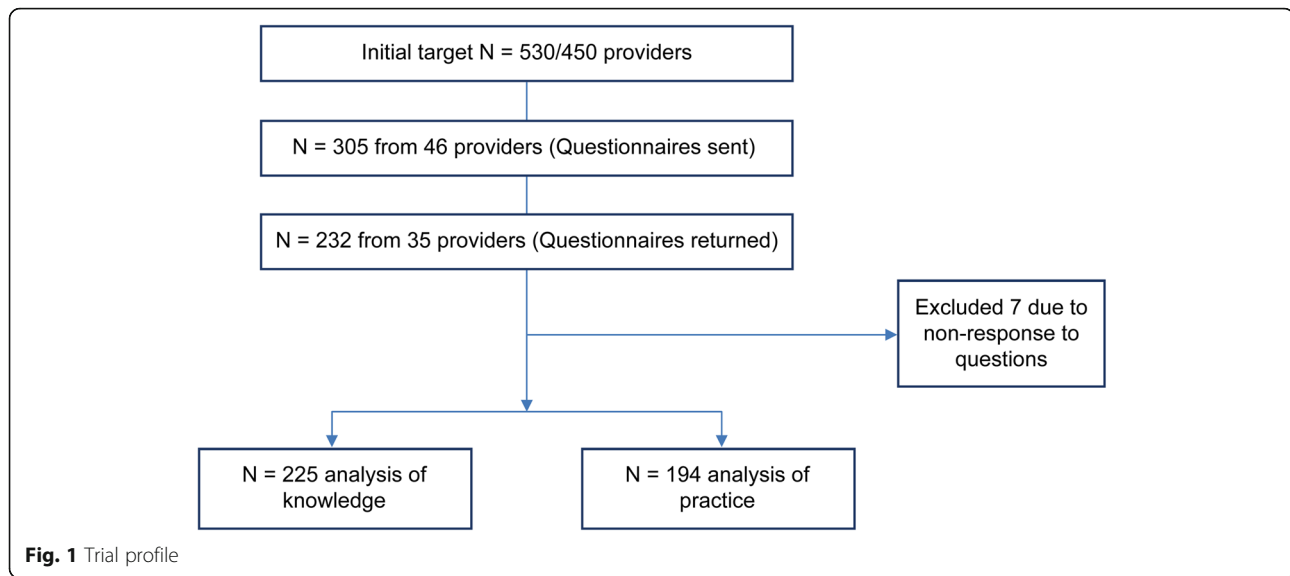 Initial target N = 530/450 providers
N = 305 from 46 providers (Questionnaires sent)
N = 232 from 35 providers (Questionnaires returned)
Excluded 7 due to
non-response to
questions
N = 225 analysis of
knowledge
N = 194 analysis of
practice
Fig. 1 Trial profile